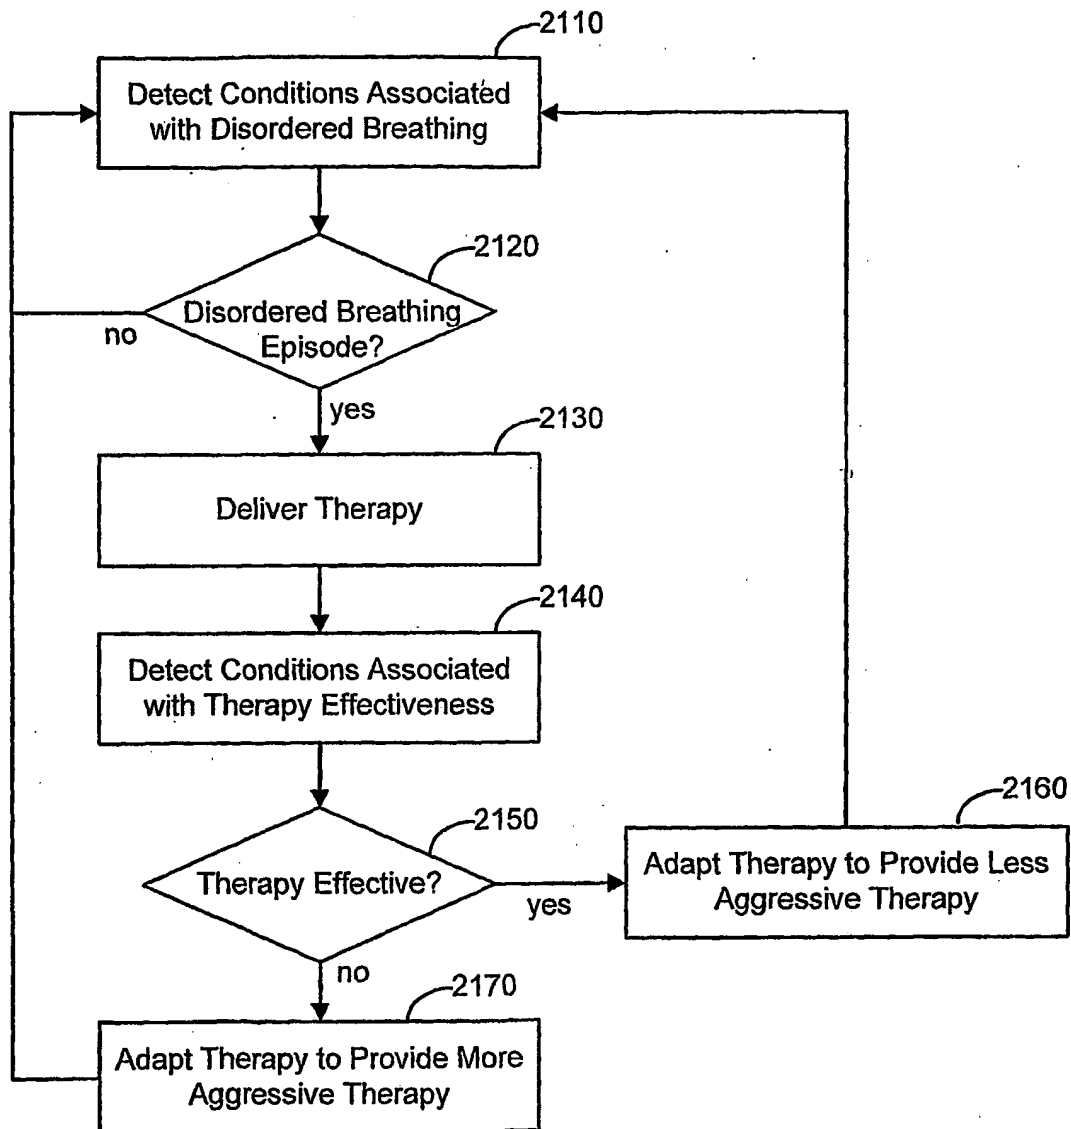 2110
Detect Conditions Associated
with Disordered Breathing
2120
Disordered Breathing
Episode?
no
yes
2130
Deliver Therapy
2140
Detect Conditions Associated
with Therapy Effectiveness
2150
Therapy Effective?
yes
2160
Adapt Therapy to Provide Less
Aggressive Therapy
no
2170
Adapt Therapy to Provide More
Aggressive Therapy